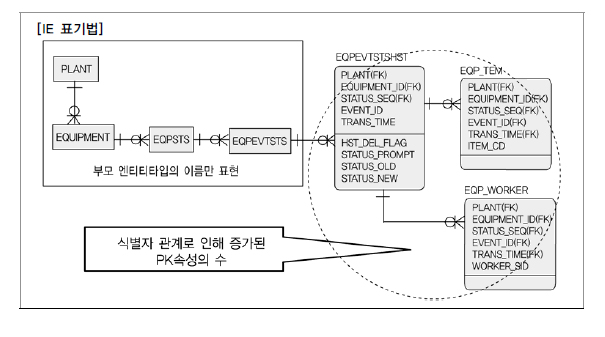 [IE 표기법]
PLANT
EQUIPMENT
EQPSTS
EQPEVTSTS
부모 엔티티타입의 이름만 표현
EQPEVTSTSHST
PLANT(FK)
EQUIPMENT_ID(FK)
STATUS_SEQ(FK)
EVENT_ID
TRANS_TIME
HST_DEL_FLAG
STATUS_PROMPT
STATUS_OLD
STATUS_NEW
EQP_TEM
PLANT(FK)
EQUIPMENT_ID(FK)
STATUS_SEQ(FK)
EVENT_ID(FK)
TRANS_TIME(FK)
ITEM_CD
EQP_WORKER
PLANT(FK)
EQUIPMENT_ID(FK)
STATUS_SEQ(FK)
EVENT_ID(FK)
TRANS_TIME(FK)
WORKER_SID
식별자 관계로 인해 증가된
PK속성의 수